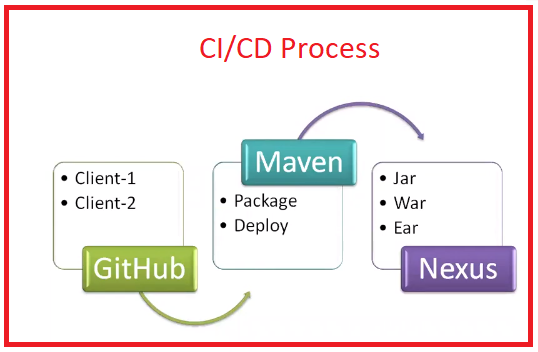 CI/CD Process
• Client-1
• Client-2
GitHub
Maven
• Package
• Deploy
• Jar
• War
• Ear
Nexus